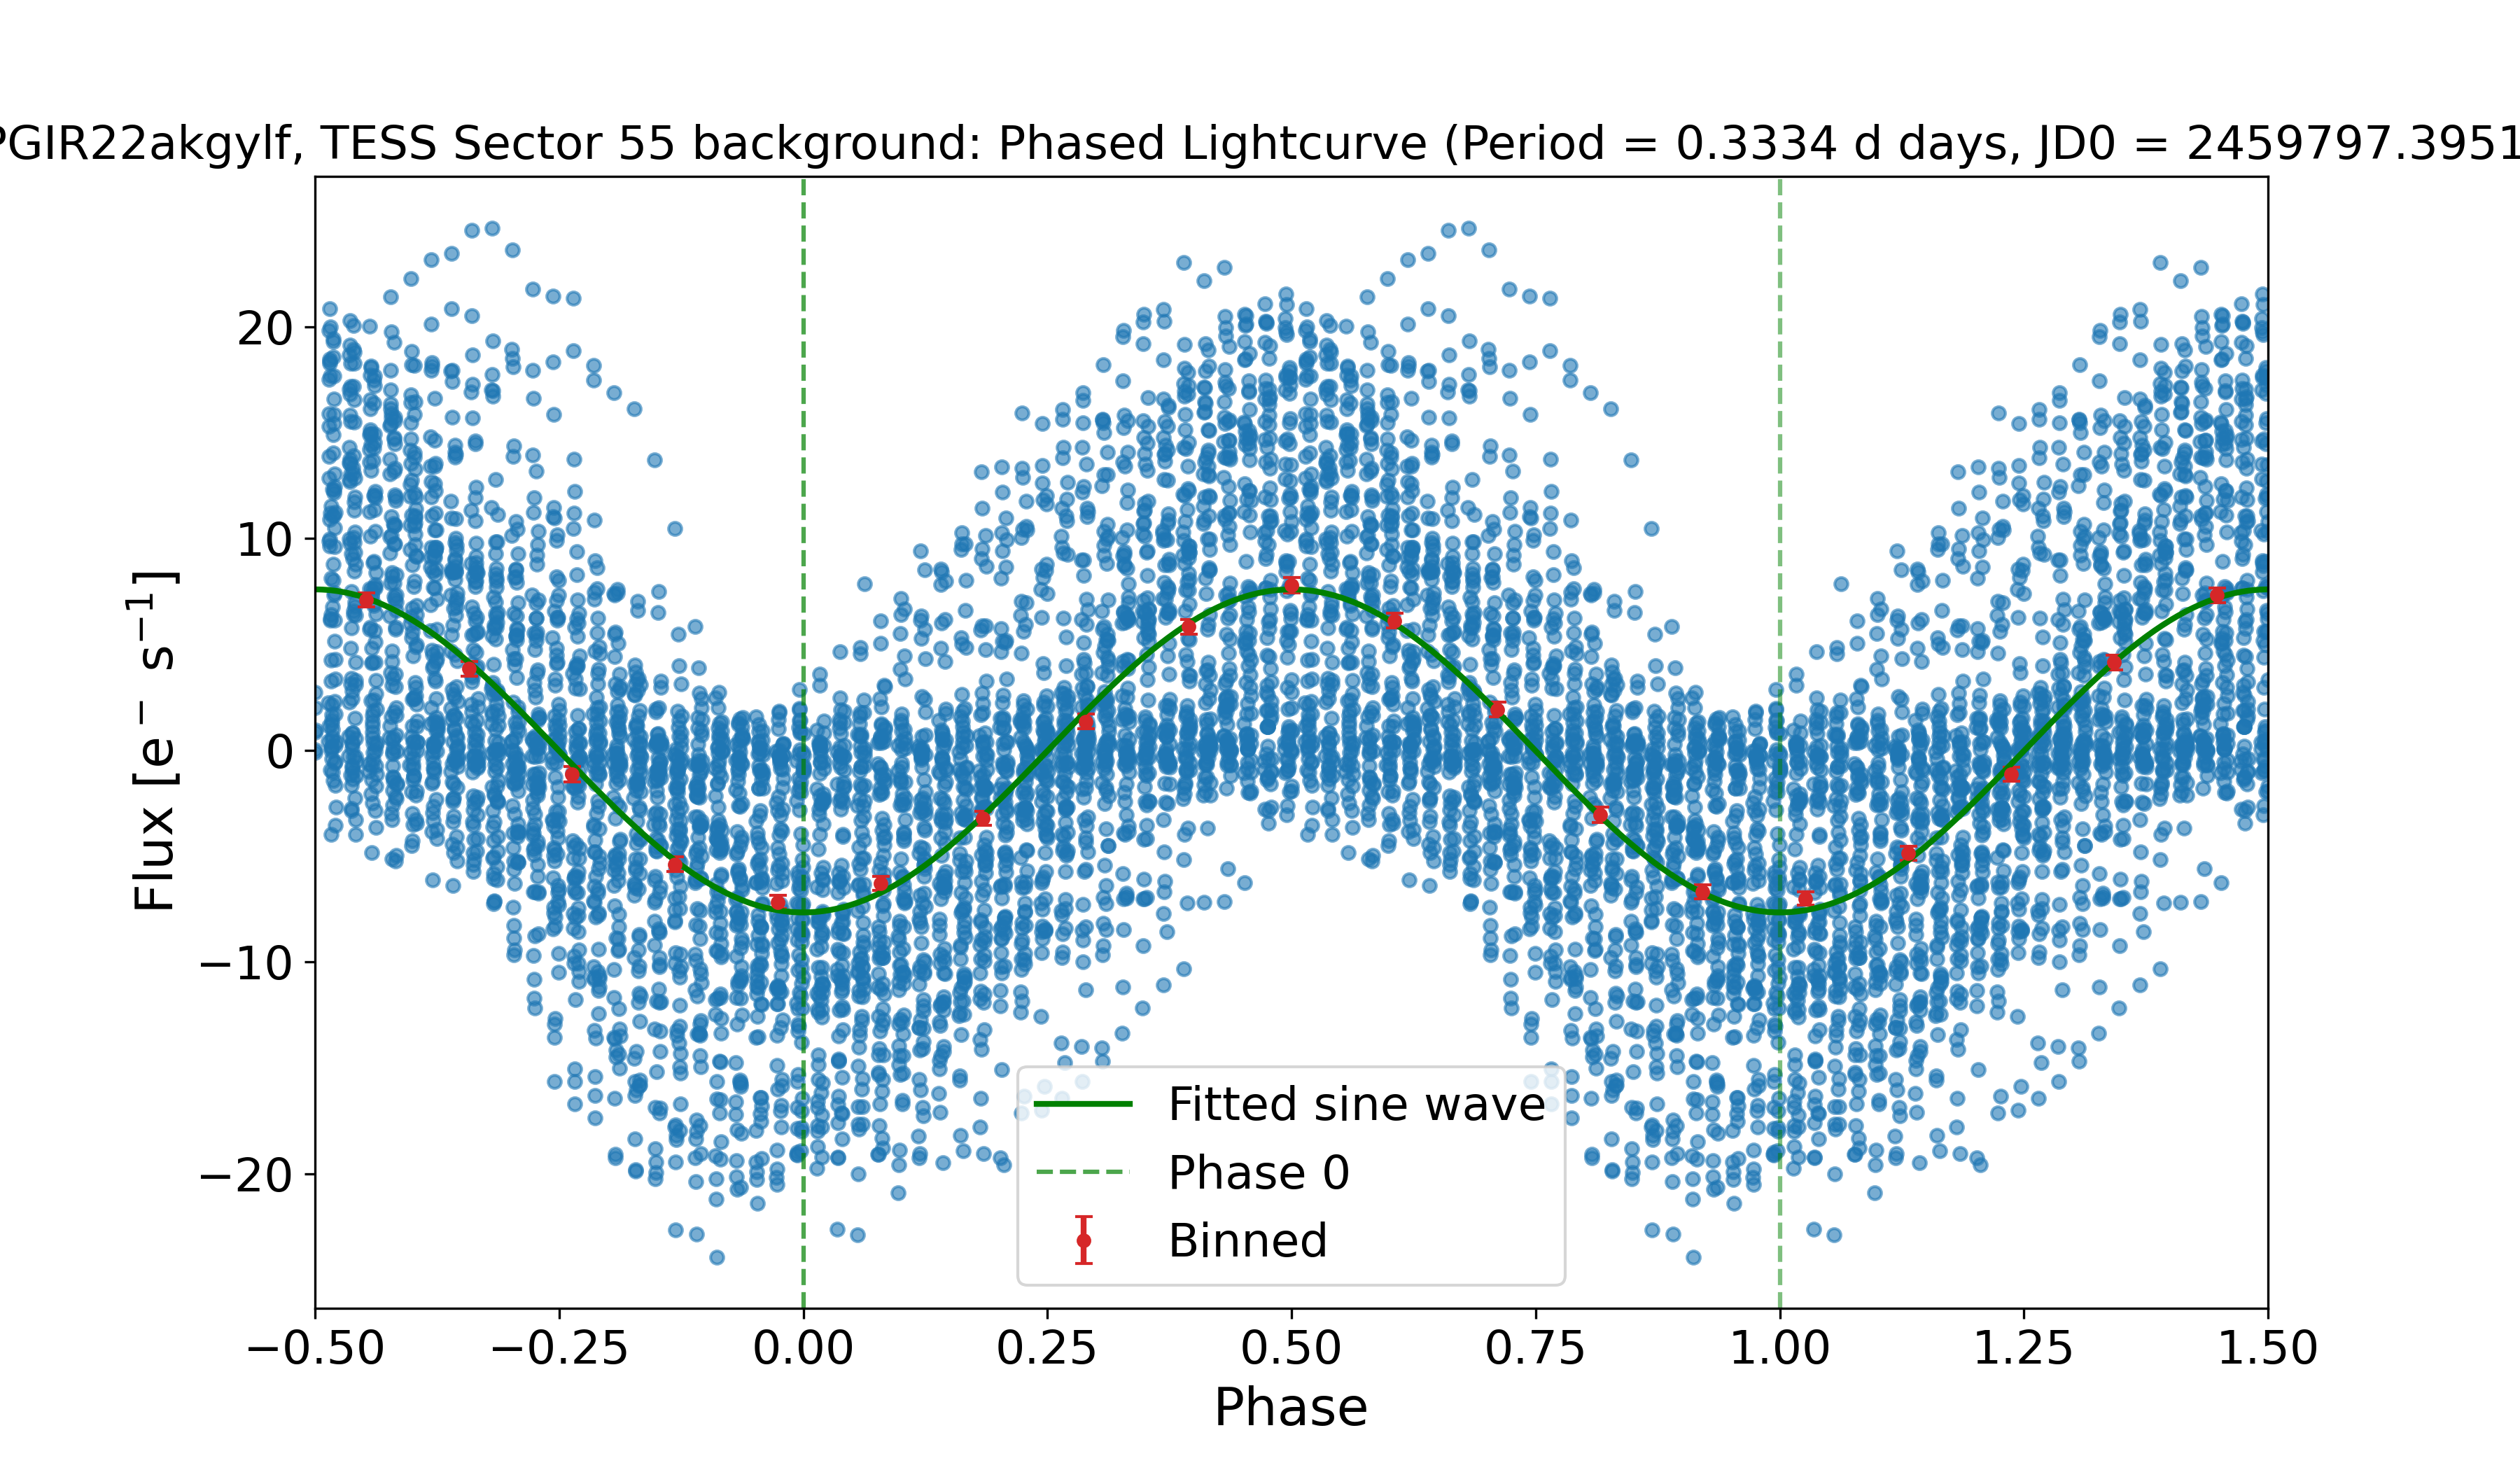 PGIR22akgylf, TESS Sector 55 background: Phased Lightcurve (Period = 0.3334 d days, JD0 = 2459797.3951
20
10
0
−10
−20
Flux [e⁻ s⁻¹]
Fitted sine wave
Phase 0
Binned
−0.50 −0.25 0.00 0.25 0.50 0.75 1.00 1.25 1.50
Phase